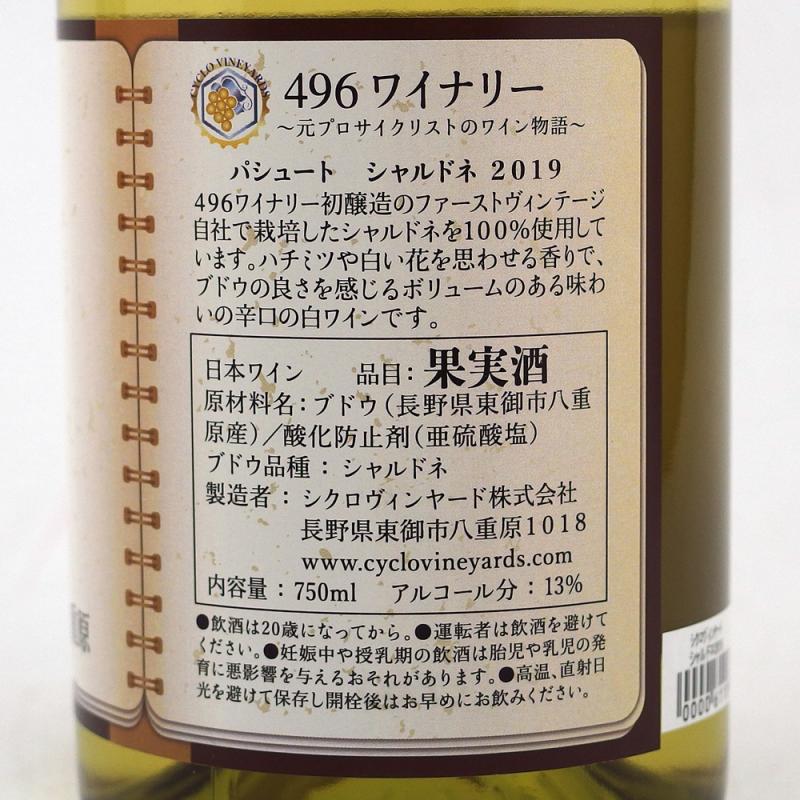 CYCLO VINEYARDS
496ワイナリー
～元プロサイクリストのワイン物語～
パシュート シャルドネ 2019
496ワイナリー初醸造のファーストヴィンテージ
自社で栽培したシャルドネを100%使用して
います。ハチミツや白い花を思わせる香りで、
ブドウの良さを感じるボリュームのある味わ
いの辛口の白ワインです。
日本ワイン 品目：果実酒
原材料名：ブドウ（長野県東御市八重
原産）／酸化防止剤（亜硫酸塩）
ブドウ品種：シャルドネ
製造者：シクロヴィンヤード株式会社
長野県東御市八重原1018
www.cyclovineyards.com
内容量：750ml アルコール分：13%
●飲酒は20歳になってから。●運転者は飲酒を避けて
ください。●妊娠中や授乳期の飲酒は胎児や乳児の発
育に悪影響を与えるおそれがあります。●高温、直射日
光を避けて保存し開栓後はお早めにお飲みください。
原